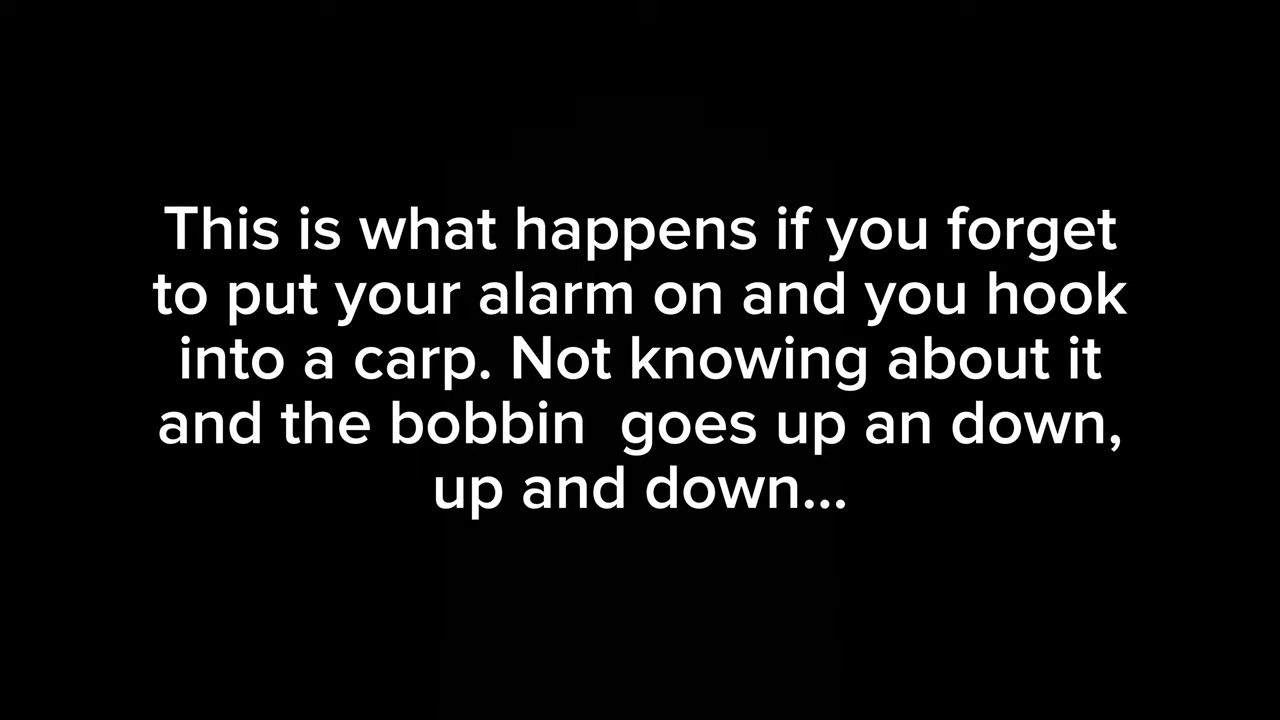 This is what happens if you forget
to put your alarm on and you hook
into a carp. Not knowing about it
and the bobbin  goes up an down,
up and down...